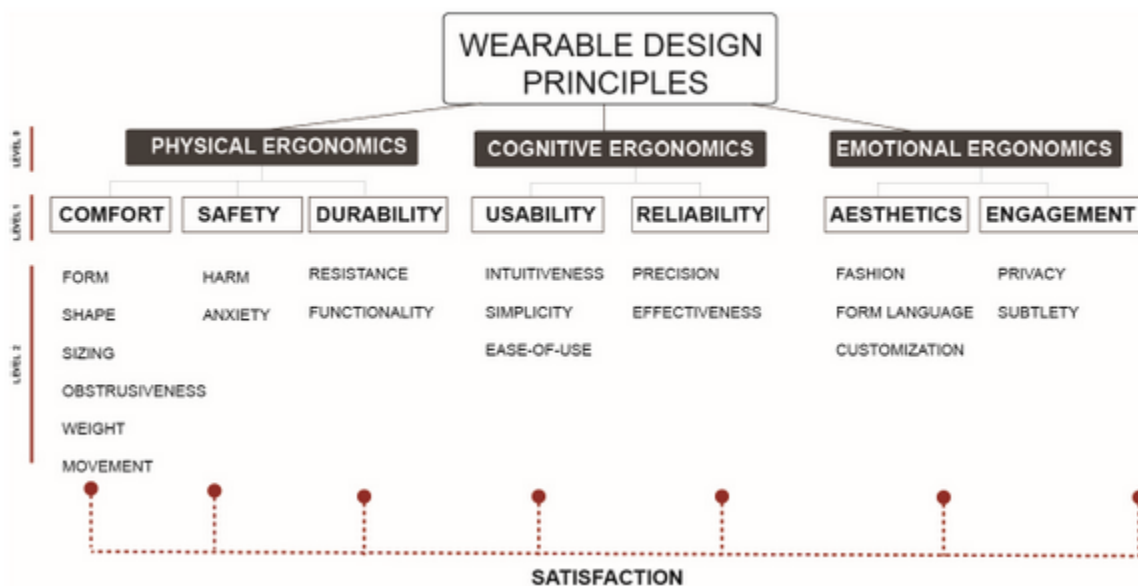 WEARABLE DESIGN
PRINCIPLES
LEVEL 0
PHYSICAL ERGONOMICS
COGNITIVE ERGONOMICS
EMOTIONAL ERGONOMICS
LEVEL 1
COMFORT
SAFETY
DURABILITY
USABILITY
RELIABILITY
AESTHETICS
ENGAGEMENT
LEVEL 2
FORM
SHAPE
SIZING
OBSTRUSIVENESS
WEIGHT
MOVEMENT
HARM
ANXIETY
RESISTANCE
FUNCTIONALITY
INTUITIVENESS
SIMPLICITY
EASE-OF-USE
PRECISION
EFFECTIVENESS
FASHION
FORM LANGUAGE
CUSTOMIZATION
PRIVACY
SUBTLETY
SATISFACTION